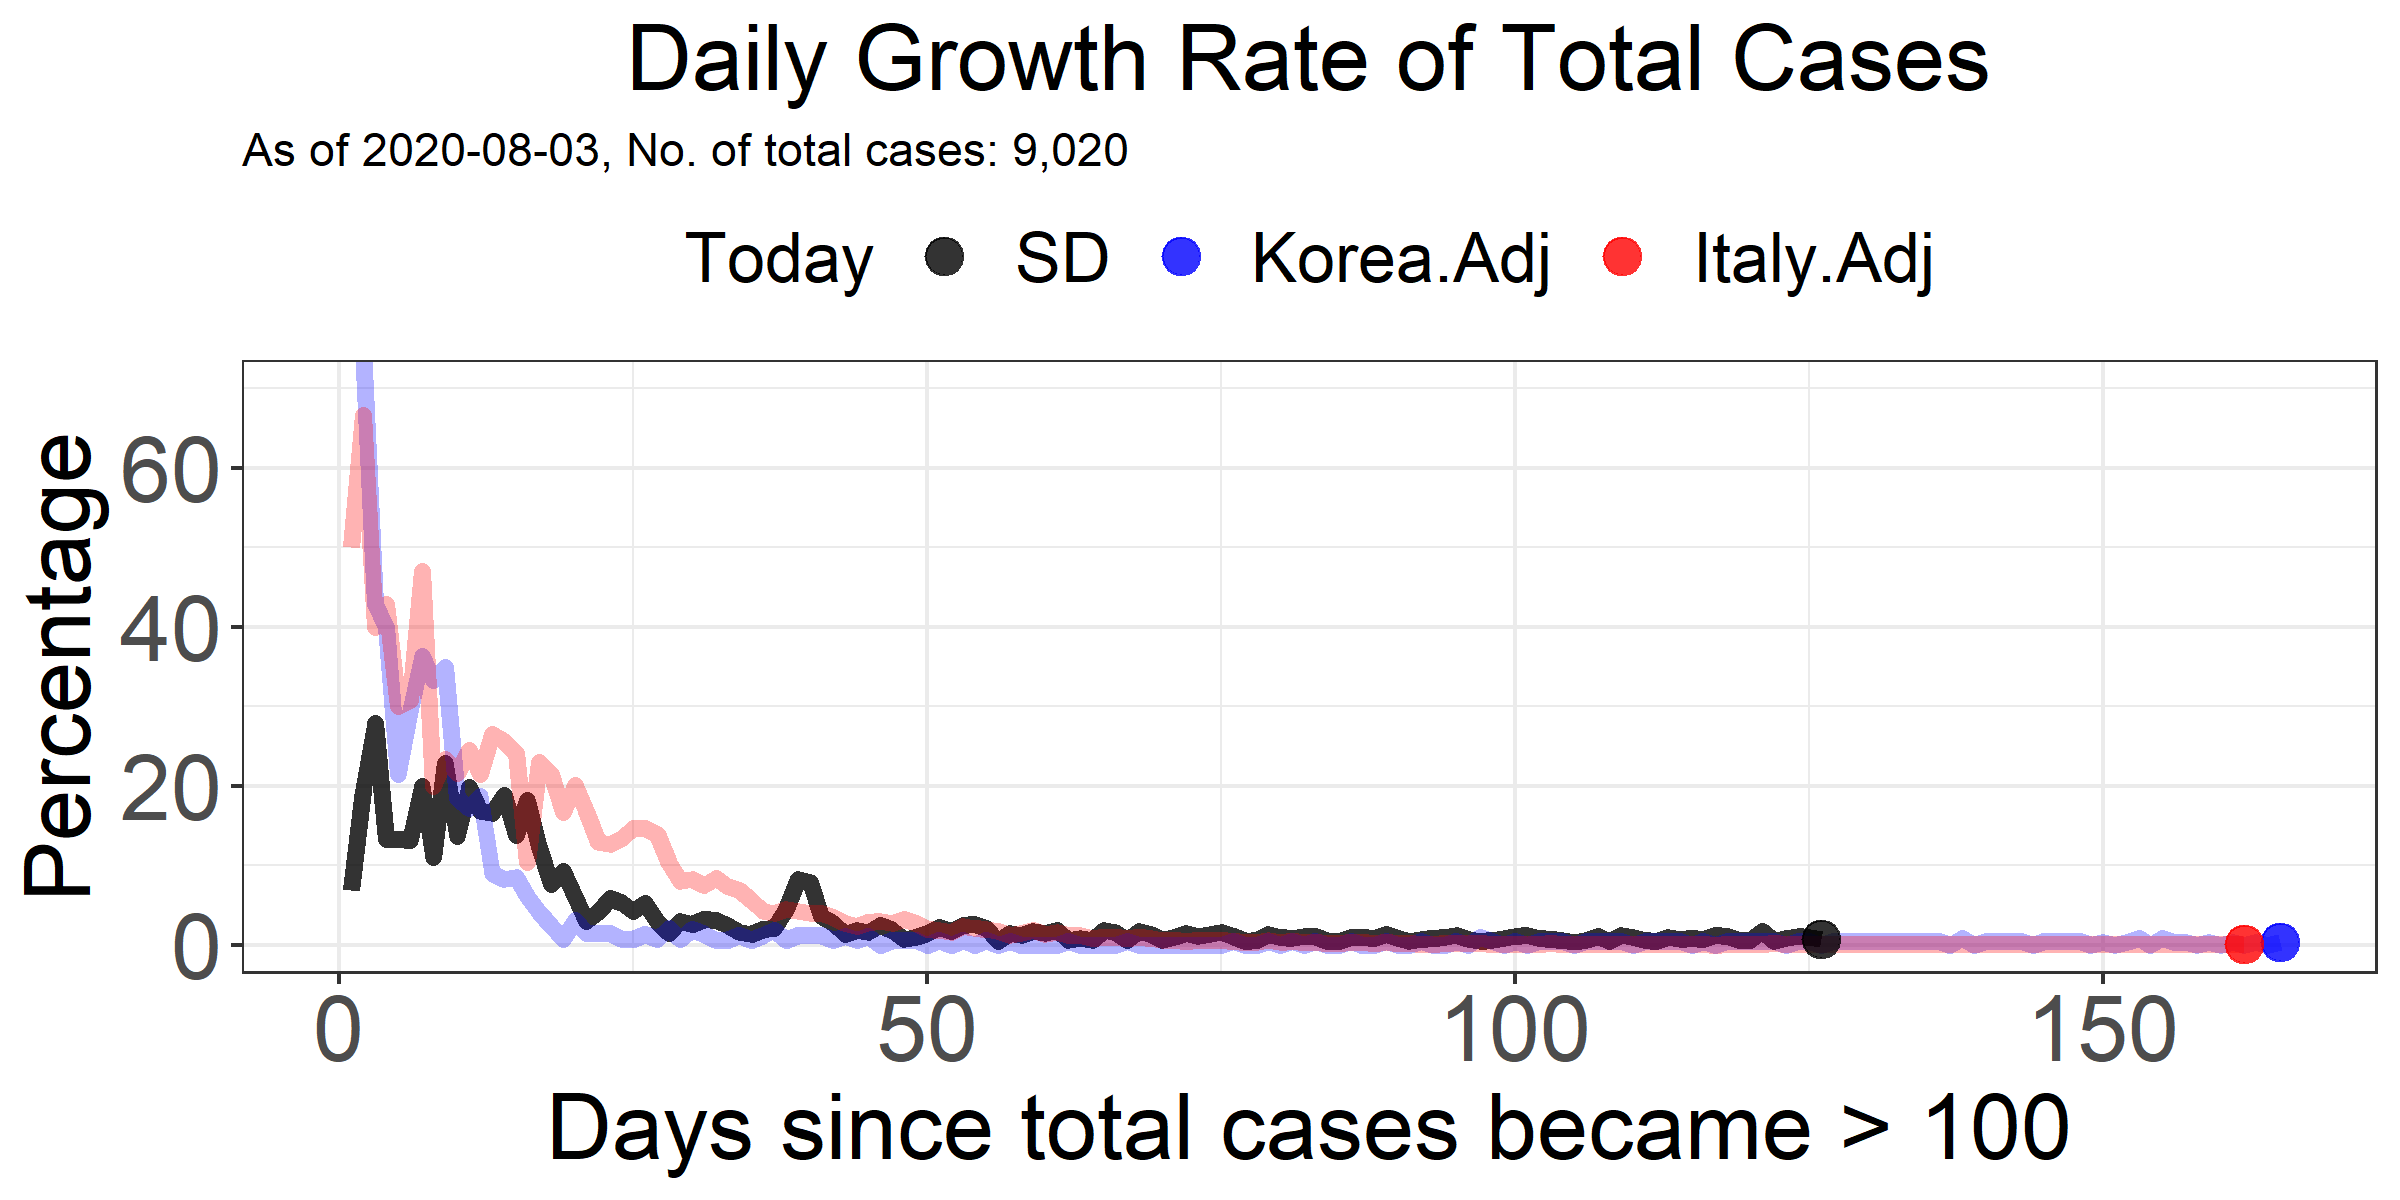 Daily Growth Rate of Total Cases
As of 2020-08-03, No. of total cases: 9,020
Today SD Korea.Adj Italy.Adj
Percentage
60
40
20
0
0 50 100 150
Days since total cases became > 100